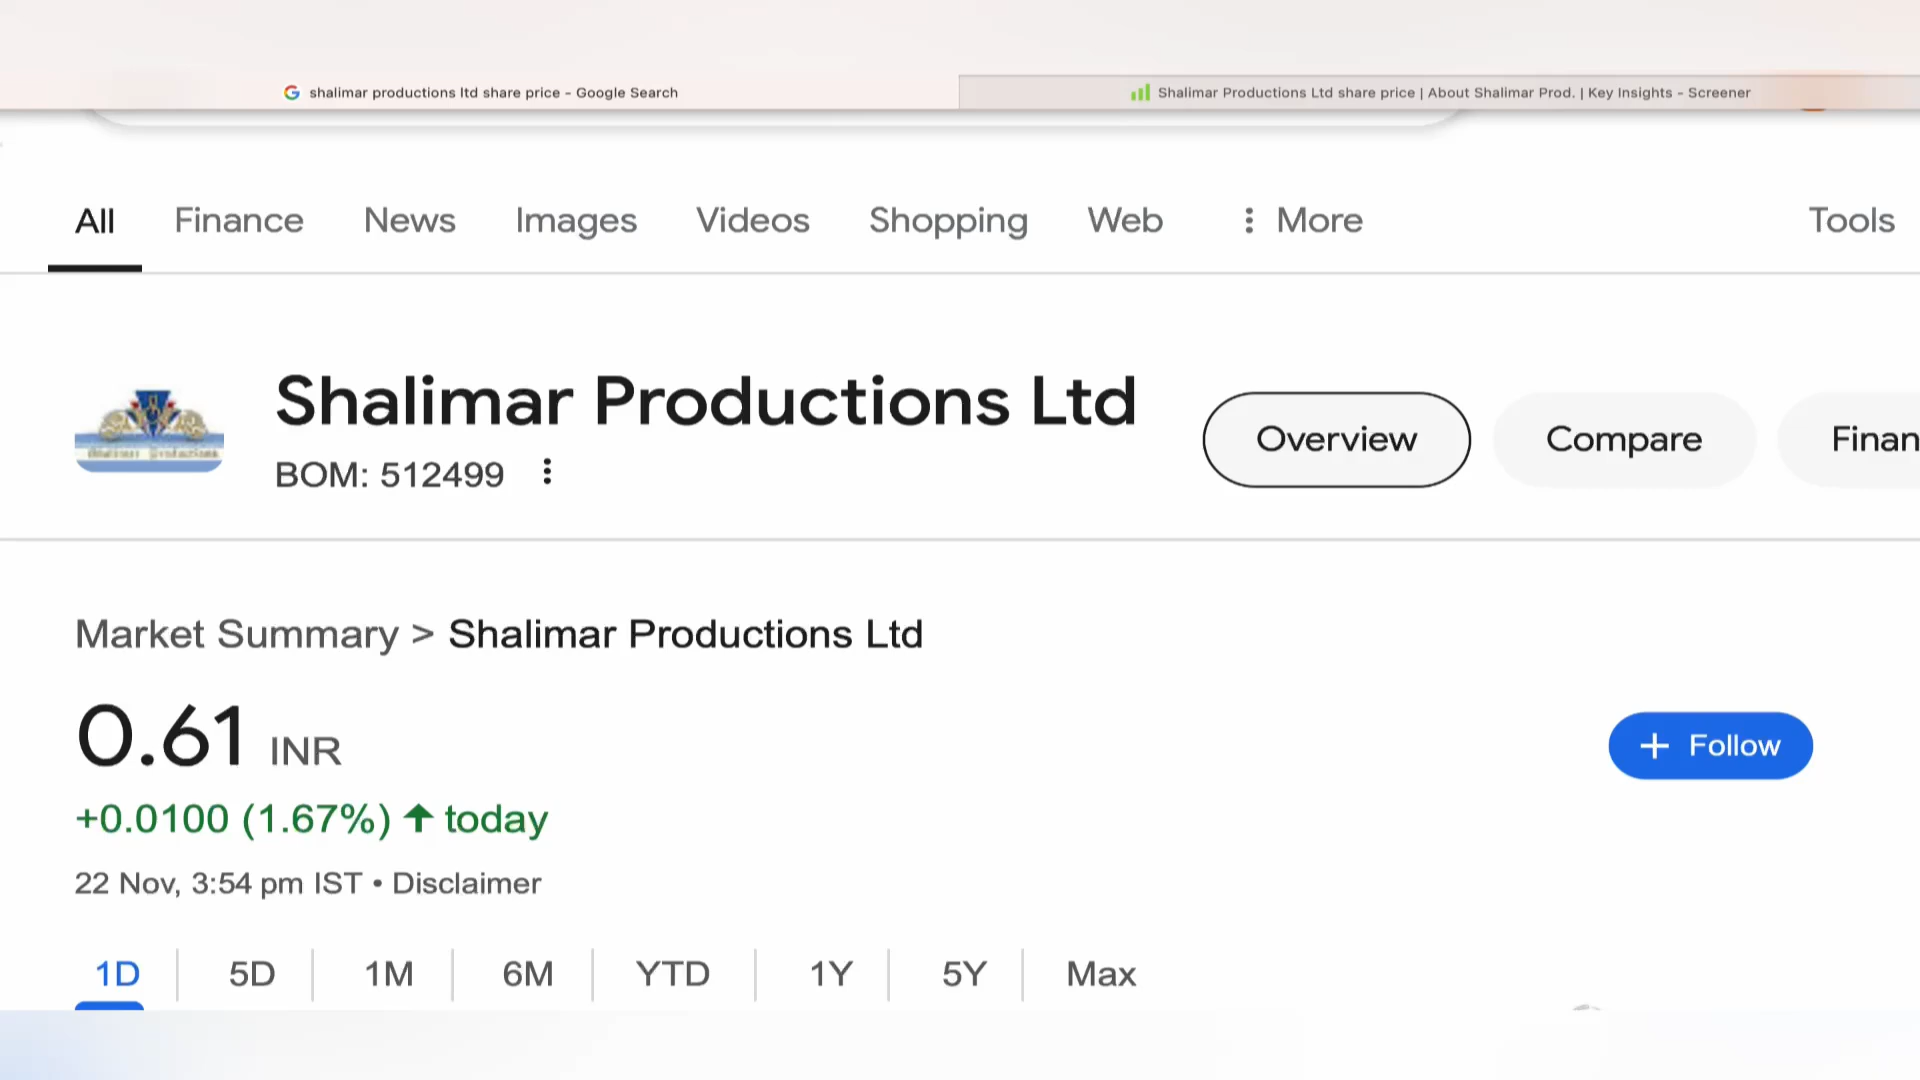 shalimar productions ltd share price - Google Search
Shalimar Productions Ltd share price | About Shalimar Prod. | Key Insights - Screener
All Finance News Images Videos Shopping Web More Tools
Shalimar Productions Ltd
BOM: 512499
Overview Compare Finan
Market Summary > Shalimar Productions Ltd
0.61 INR
+ Follow
+0.0100 (1.67%) ↑ today
22 Nov, 3:54 pm IST • Disclaimer
1D 5D 1M 6M YTD 1Y 5Y Max